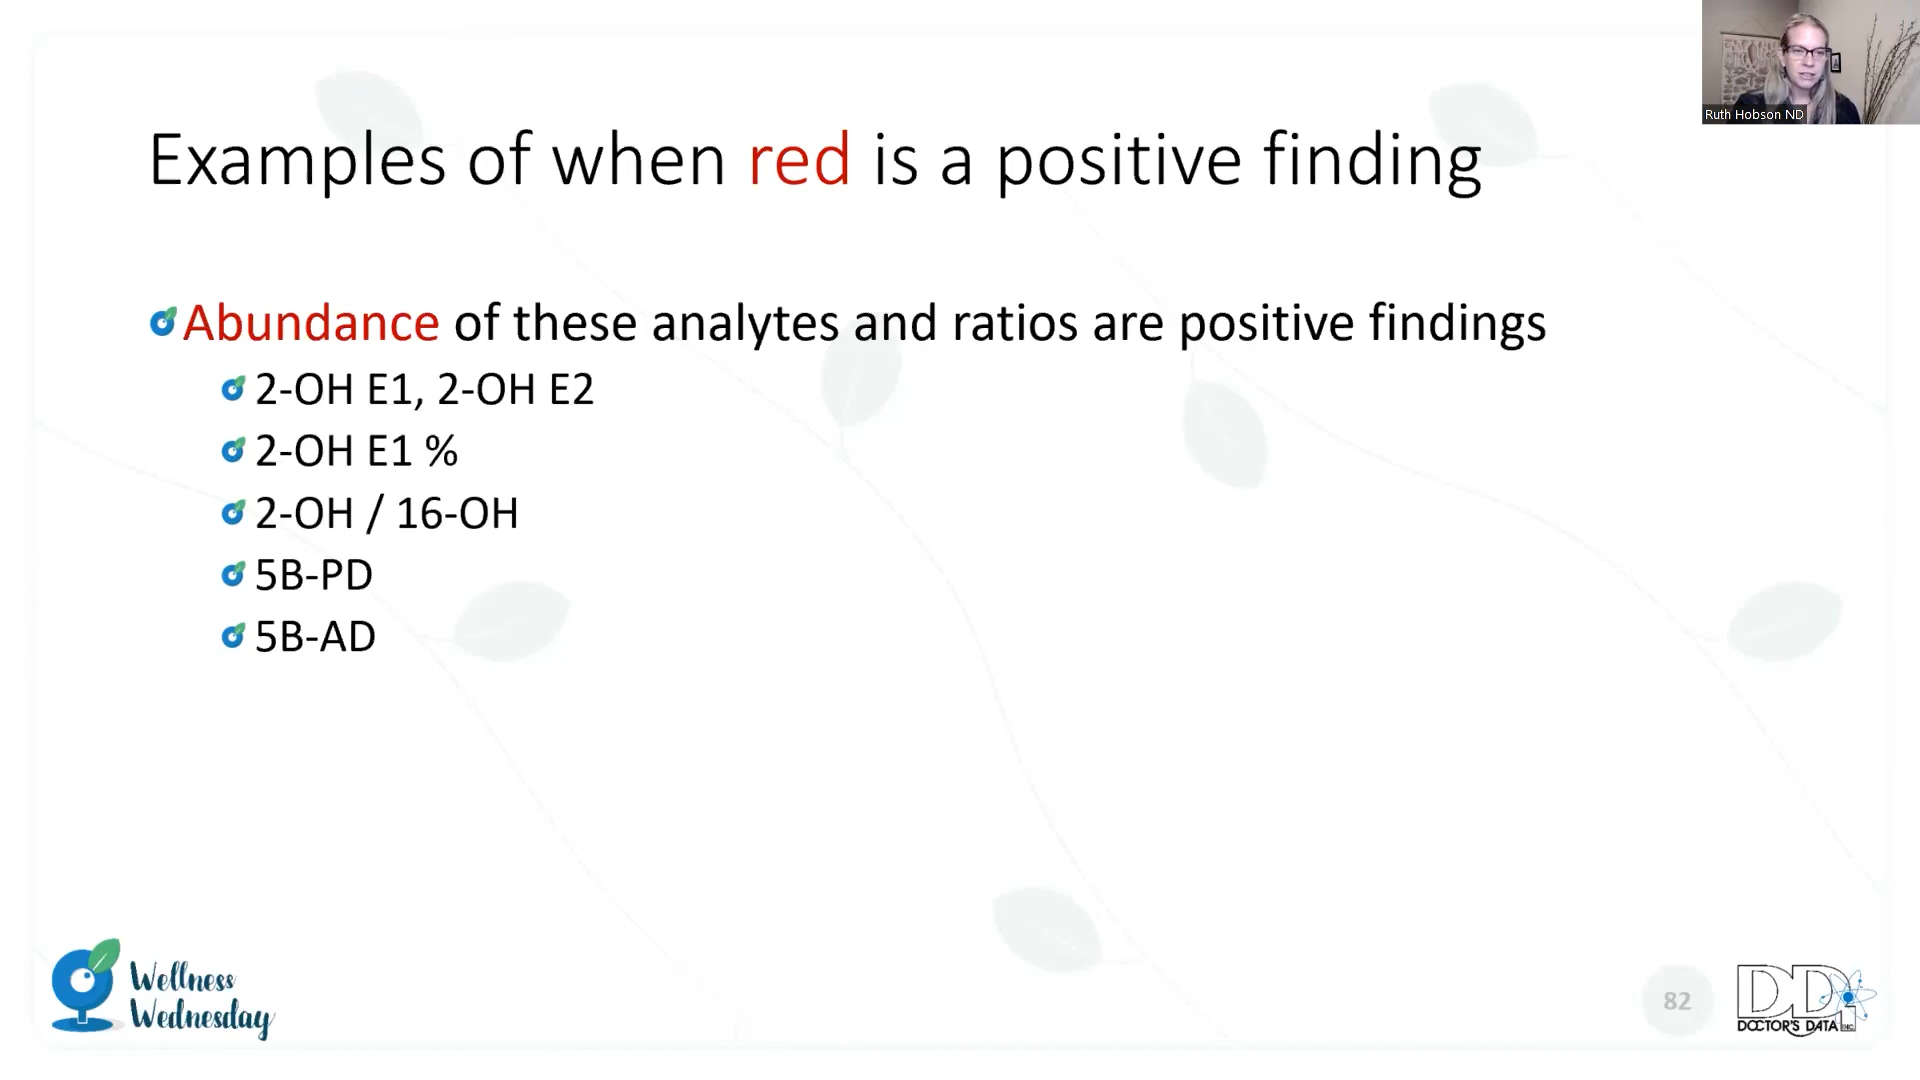 Ruth Hobson ND
Examples of when red is a positive finding
Abundance of these analytes and ratios are positive findings
2-OH E1, 2-OH E2
2-OH E1 %
2-OH / 16-OH
5B-PD
5B-AD
Wellness
Wednesday
82
DD
DOCTOR'S DATA INC.